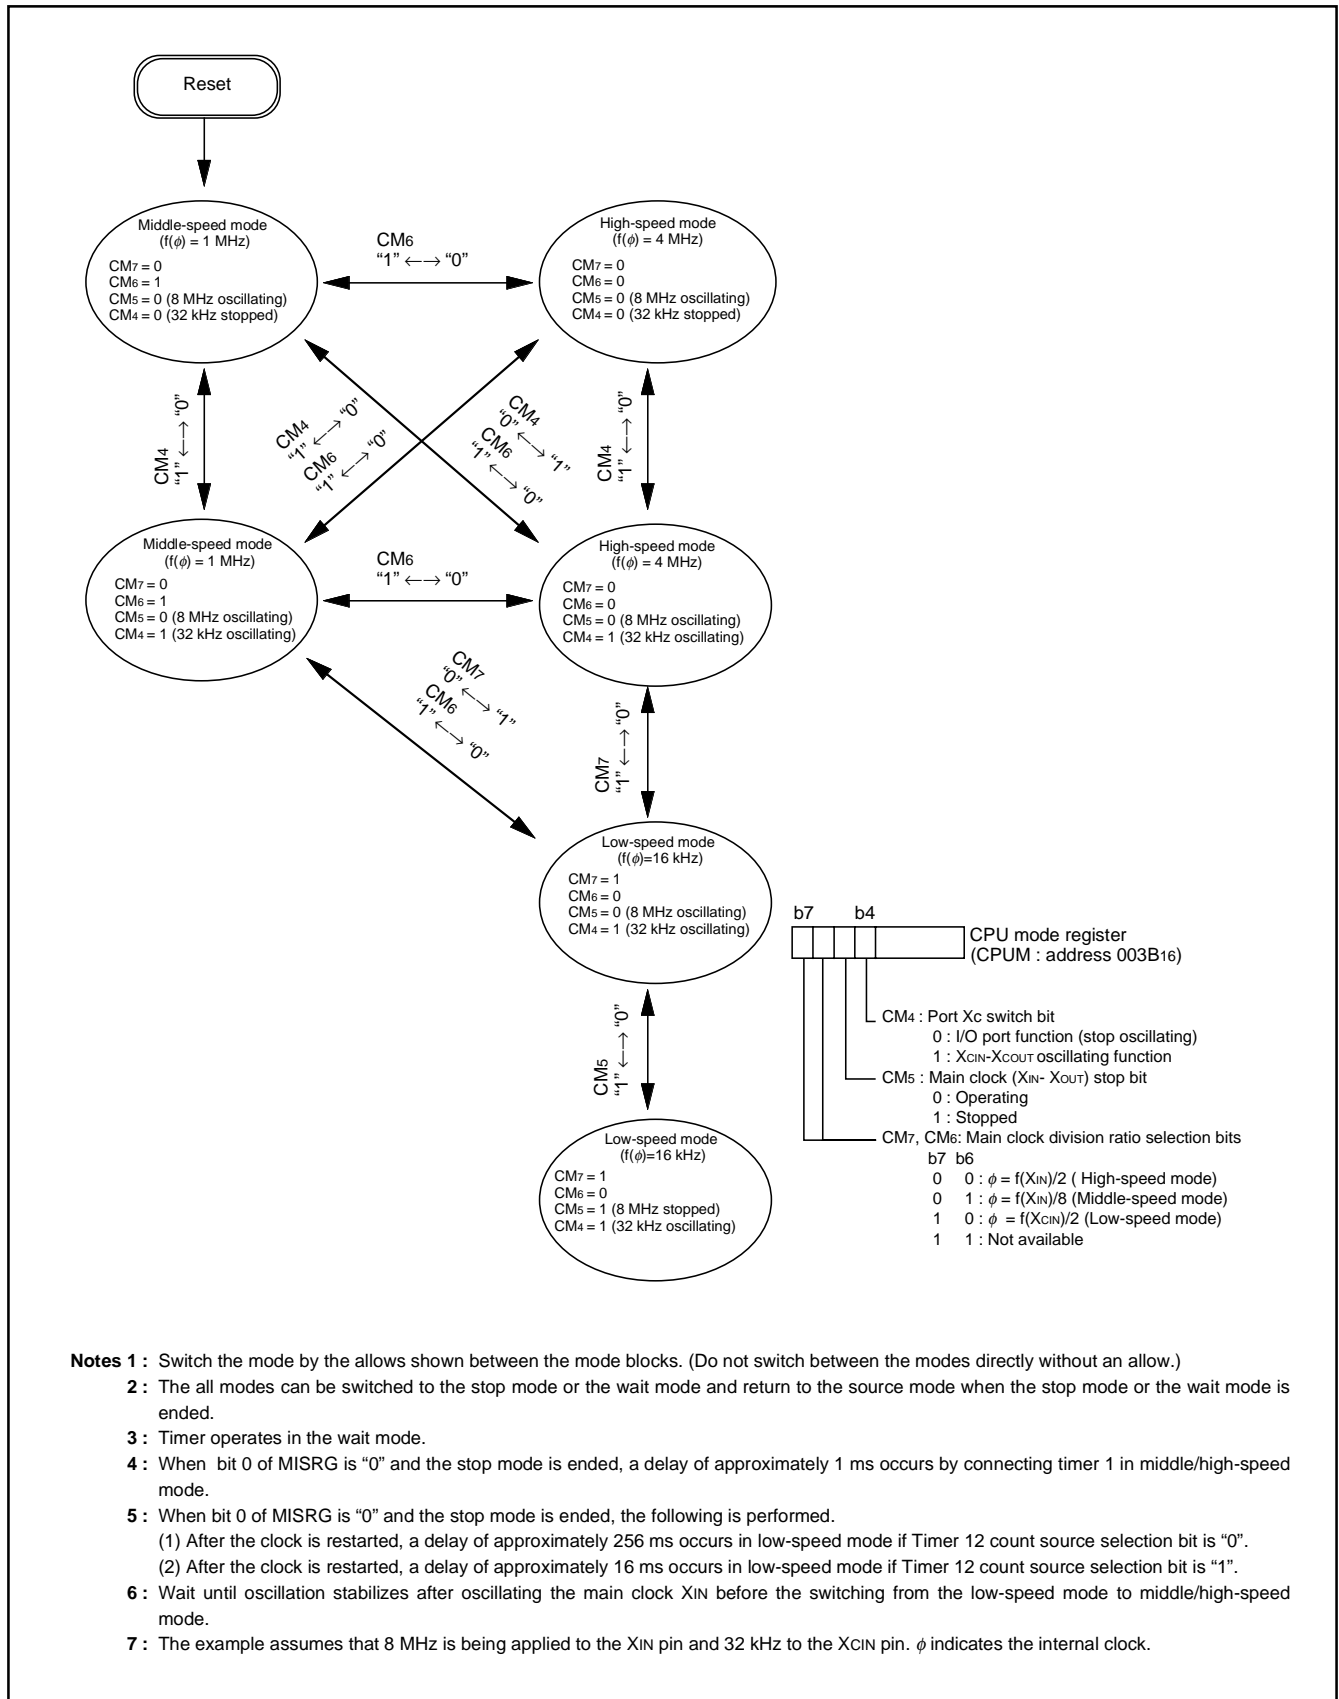 Reset
Middle-speed mode
(f(ϕ) = 1 MHz)
CM7 = 0
CM6 = 1
CM5 = 0 (8 MHz oscillating)
CM4 = 0 (32 kHz stopped)
CM6
“1” ←→ “0”
High-speed mode
(f(ϕ) = 4 MHz)
CM7 = 0
CM6 = 0
CM5 = 0 (8 MHz oscillating)
CM4 = 0 (32 kHz stopped)
CM4
“1” ←→ “0”
CM4
“1” ←→ “0”
CM6
“1” ←→ “0”
CM4
“0” ←→ “1”
CM6
“1” ←→ “0”
CM4
“1” ←→ “0”
Middle-speed mode
(f(ϕ) = 1 MHz)
CM7 = 0
CM6 = 1
CM5 = 0 (8 MHz oscillating)
CM4 = 1 (32 kHz oscillating)
CM6
“1” ←→ “0”
High-speed mode
(f(ϕ) = 4 MHz)
CM7 = 0
CM6 = 0
CM5 = 0 (8 MHz oscillating)
CM4 = 1 (32 kHz oscillating)
CM7
“0” ←→ “1”
CM6
“1” ←→ “0”
CM7
“1” ←→ “0”
Low-speed mode
(f(ϕ)=16 kHz)
CM7 = 1
CM6 = 0
CM5 = 0 (8 MHz oscillating)
CM4 = 1 (32 kHz oscillating)
CM5
“1” ←→ “0”
Low-speed mode
(f(ϕ)=16 kHz)
CM7 = 1
CM6 = 0
CM5 = 1 (8 MHz stopped)
CM4 = 1 (32 kHz oscillating)
b7 b4
CPU mode register
(CPUM : address 003B16)
CM4 : Port Xc switch bit
0 : I/O port function (stop oscillating)
1 : XCIN-XCOUT oscillating function
CM5 : Main clock (XIN- XOUT) stop bit
0 : Operating
1 : Stopped
CM7, CM6: Main clock division ratio selection bits
b7 b6
0 0 : ϕ = f(XIN)/2 ( High-speed mode)
0 1 : ϕ = f(XIN)/8 (Middle-speed mode)
1 0 : ϕ = f(XCIN)/2 (Low-speed mode)
1 1 : Not available
Notes 1 : Switch the mode by the allows shown between the mode blocks. (Do not switch between the modes directly without an allow.)
2 : The all modes can be switched to the stop mode or the wait mode and return to the source mode when the stop mode or the wait mode is
ended.
3 : Timer operates in the wait mode.
4 : When bit 0 of MISRG is “0” and the stop mode is ended, a delay of approximately 1 ms occurs by connecting timer 1 in middle/high-speed
mode.
5 : When bit 0 of MISRG is “0” and the stop mode is ended, the following is performed.
(1) After the clock is restarted, a delay of approximately 256 ms occurs in low-speed mode if Timer 12 count source selection bit is “0”.
(2) After the clock is restarted, a delay of approximately 16 ms occurs in low-speed mode if Timer 12 count source selection bit is “1”.
6 : Wait until oscillation stabilizes after oscillating the main clock XIN before the switching from the low-speed mode to middle/high-speed
mode.
7 : The example assumes that 8 MHz is being applied to the XIN pin and 32 kHz to the XCIN pin. ϕ indicates the internal clock.